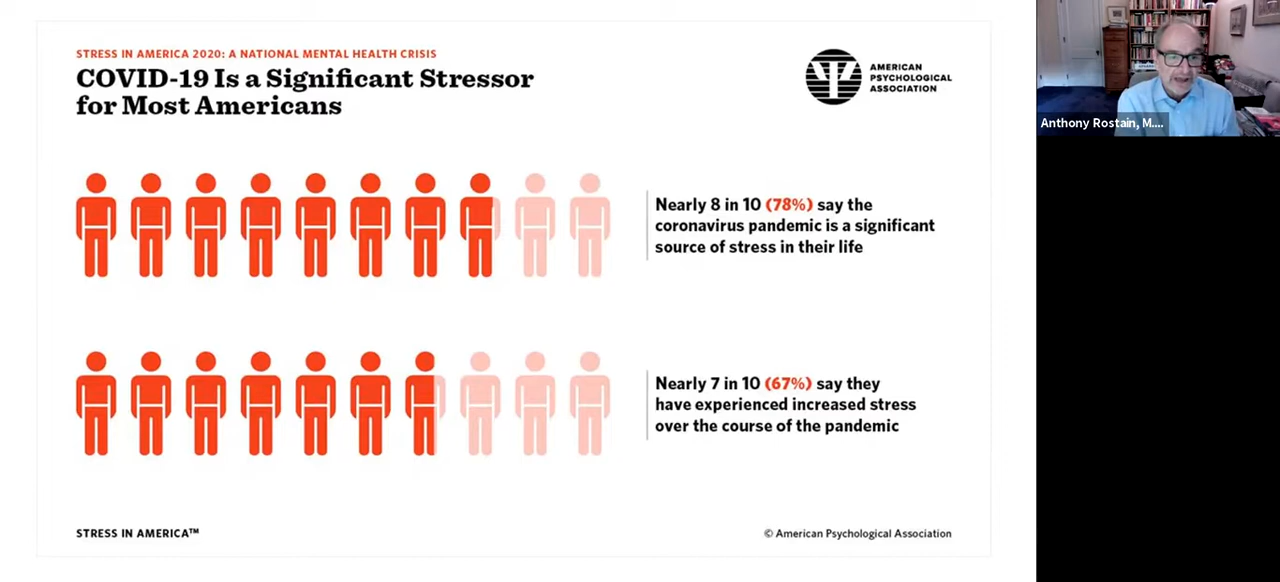 STRESS IN AMERICA 2020: A NATIONAL MENTAL HEALTH CRISIS
COVID-19 Is a Significant Stressor
for Most Americans
AMERICAN
PSYCHOLOGICAL
ASSOCIATION
Nearly 8 in 10 (78%) say the
coronavirus pandemic is a significant
source of stress in their life
Nearly 7 in 10 (67%) say they
have experienced increased stress
over the course of the pandemic
STRESS IN AMERICA™
© American Psychological Association
Anthony Rostain, M....